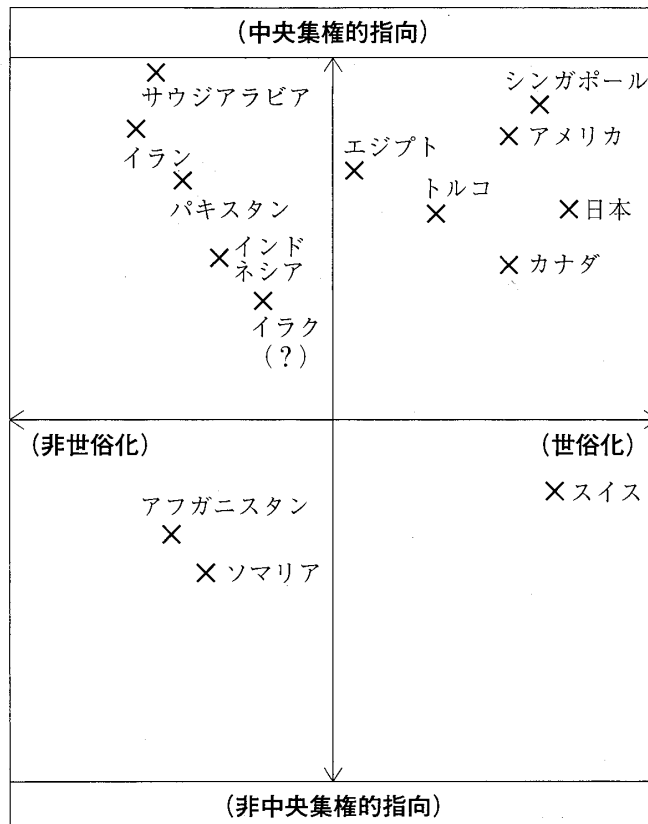 (中央集権的指向)
サウジアラビア
シンガポール
イラン
エジプト
アメリカ
パキスタン
トルコ
日本
インド
ネシア
カナダ
イラク
(?)
(非世俗化)
(世俗化)
アフガニスタン
スイス
ソマリア
(非中央集権的指向)